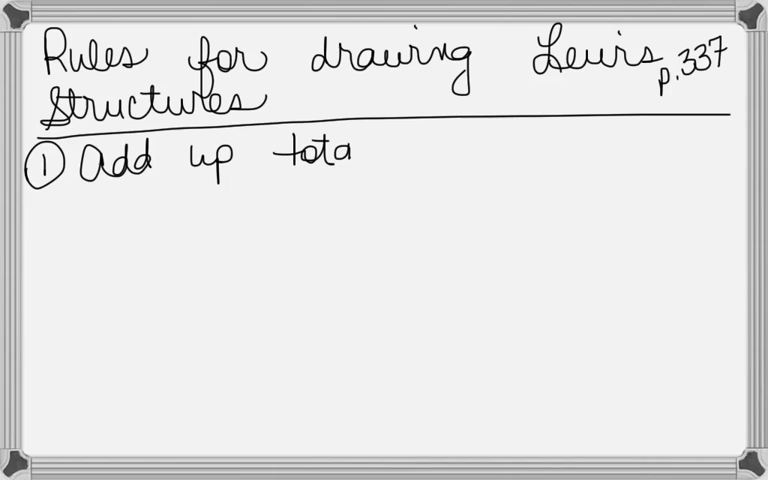 Rules for drawing Lewis p.337
Structures
① Add up tota